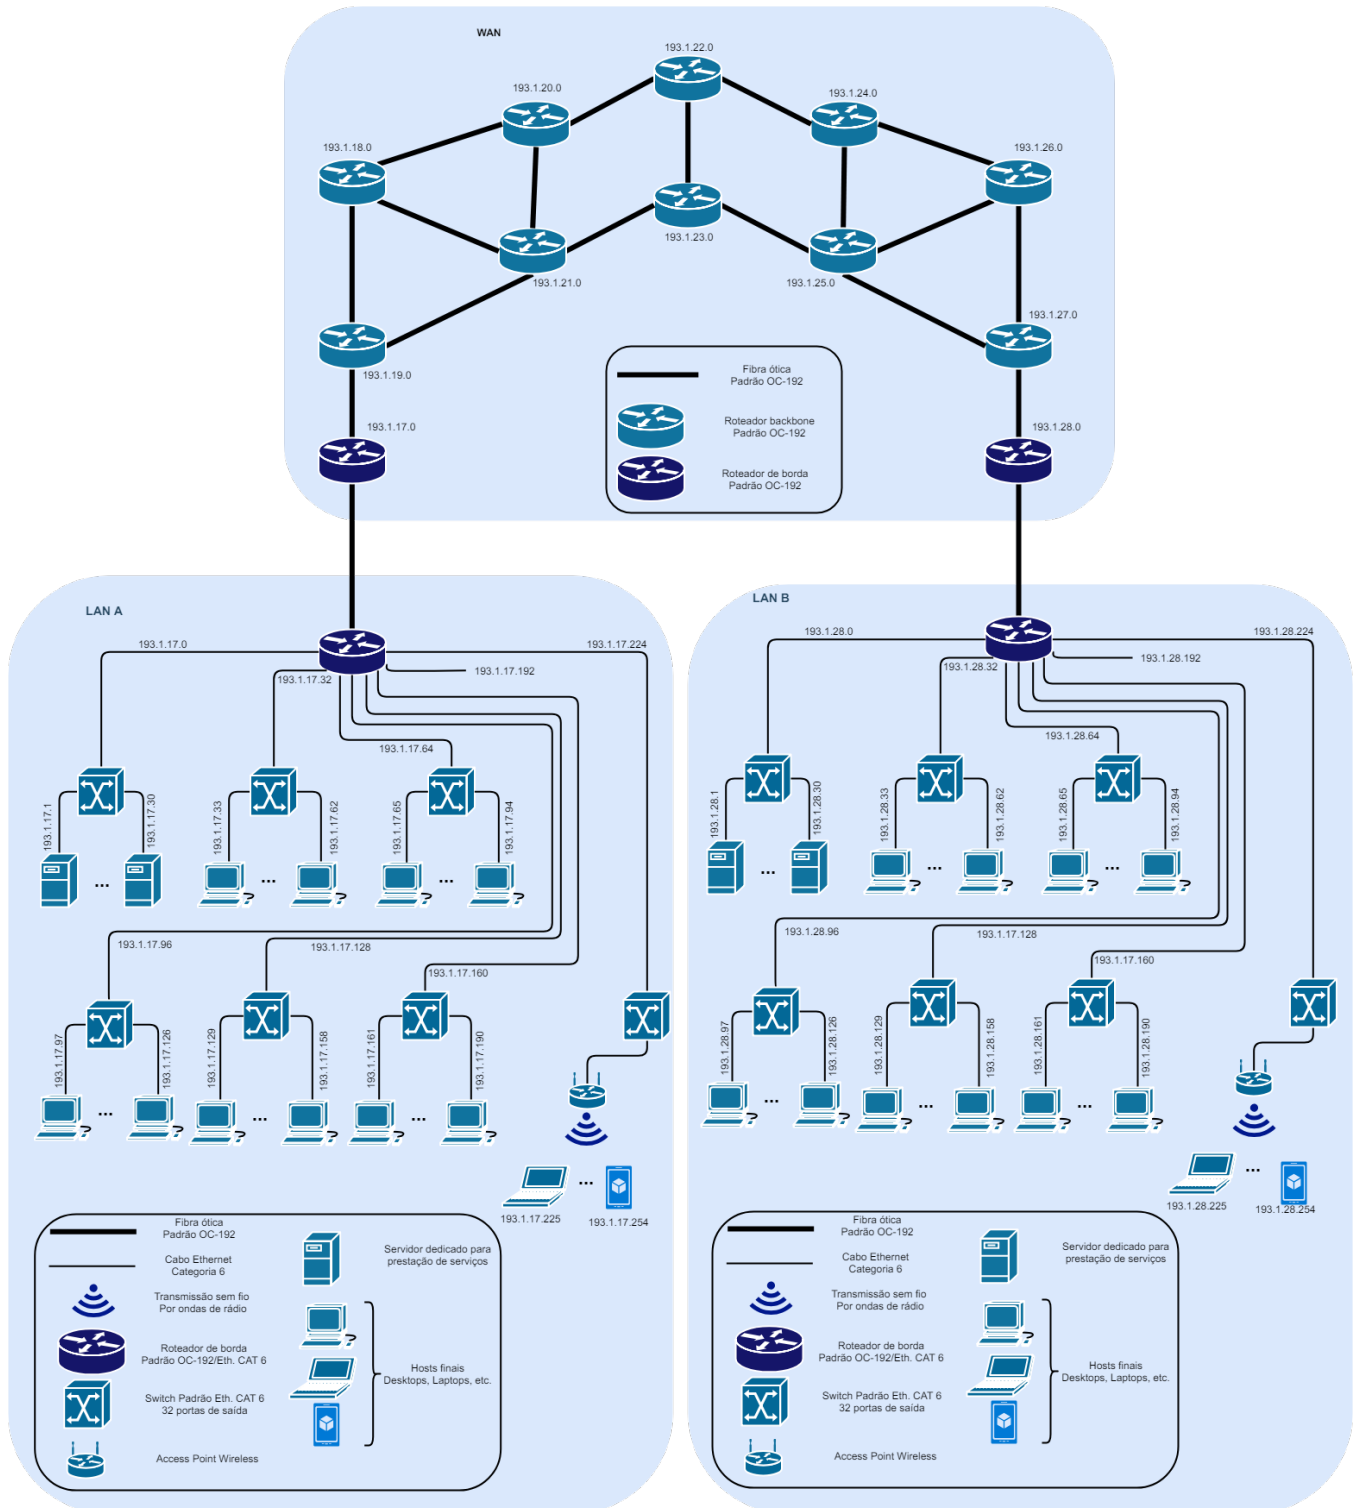 WAN
193.1.22.0
193.1.20.0
193.1.24.0
193.1.18.0
193.1.26.0
193.1.23.0
193.1.21.0
193.1.25.0
193.1.27.0
193.1.19.0
Fibra ótica
Padrão OC-192
193.1.17.0
193.1.28.0
Roteador backbone
Padrão OC-192
Roteador de borda
Padrão OC-192
LAN A
193.1.17.0
193.1.17.224
193.1.17.32
193.1.17.192
193.1.17.64
193.1.17.1
193.1.17.30
193.1.17.33
193.1.17.62
193.1.17.65
193.1.17.94
...
...
...
193.1.17.96
193.1.17.128
193.1.17.160
193.1.17.97
193.1.17.126
193.1.17.129
193.1.17.158
193.1.17.161
193.1.17.190
...
...
...
...
193.1.17.225
193.1.17.254
Fibra ótica
Padrão OC-192
Cabo Ethernet
Categoria 6
Transmissão sem fio
Por ondas de rádio
Roteador de borda
Padrão OC-192/Eth. CAT 6
Switch Padrão Eth. CAT 6
32 portas de saída
Access Point Wireless
Servidor dedicado para
prestação de serviços
Hosts finais
Desktops, Laptops, etc.
LAN B
193.1.28.0
193.1.28.224
193.1.28.32
193.1.28.192
193.1.28.64
193.1.28.1
193.1.28.30
193.1.28.33
193.1.28.62
193.1.28.65
193.1.28.94
...
...
...
193.1.28.96
193.1.17.128
193.1.17.160
193.1.28.97
193.1.28.126
193.1.28.129
193.1.28.158
193.1.28.161
193.1.28.190
...
...
...
...
193.1.28.225
193.1.28.254
Fibra ótica
Padrão OC-192
Cabo Ethernet
Categoria 6
Transmissão sem fio
Por ondas de rádio
Roteador de borda
Padrão OC-192/Eth. CAT 6
Switch Padrão Eth. CAT 6
32 portas de saída
Access Point Wireless
Servidor dedicado para
prestação de serviços
Hosts finais
Desktops, Laptops, etc.